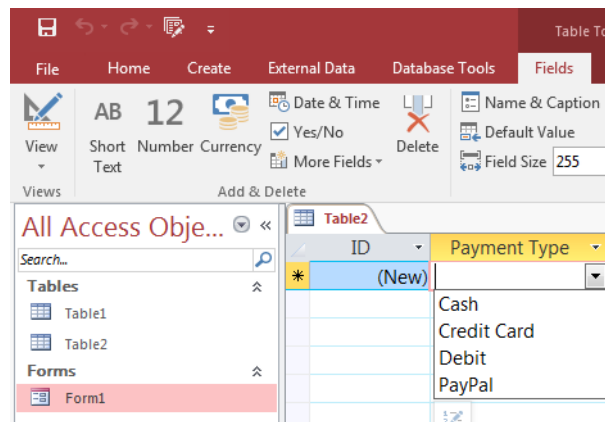 Table To
File Home Create External Data Database Tools Fields
View
Views
AB Short Text
12 Number
Currency
Date & Time
Yes/No
More Fields
Delete
Add & Delete
Name & Caption
Default Value
Field Size 255
All Access Obje... «
Search...
Tables
Table1
Table2
Forms
Form1
Table2
ID Payment Type
* (New)
Cash
Credit Card
Debit
PayPal